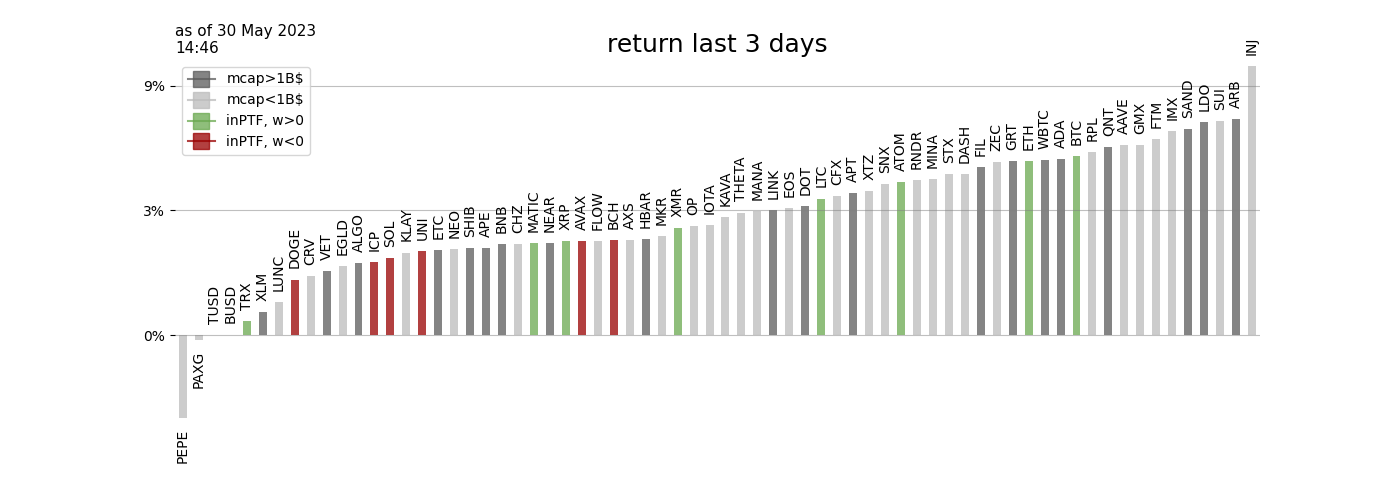 as of 30 May 2023
14:46
return last 3 days
mcap>1B$
mcap<1B$
inPTF, w>0
inPTF, w<0
9%
3%
0%
PEPE
PAXG
TUSD
BUSD
TRX
XLM
LUNC
DOGE
CRV
VET
EGLD
ALGO
ICP
SOL
KLAY
UNI
ETC
NEO
SHIB
APE
BNB
CHZ
MATIC
NEAR
XRP
AVAX
FLOW
BCH
AXS
HBAR
MKR
XMR
OP
IOTA
KAVA
THETA
MANA
LINK
EOS
DOT
LTC
CFX
APT
XTZ
SNX
ATOM
RNDR
MINA
STX
DASH
FIL
ZEC
GRT
ETH
WBTC
ADA
BTC
RPL
QNT
AAVE
GMX
FTM
IMX
SAND
LDO
SUI
ARB
INJ